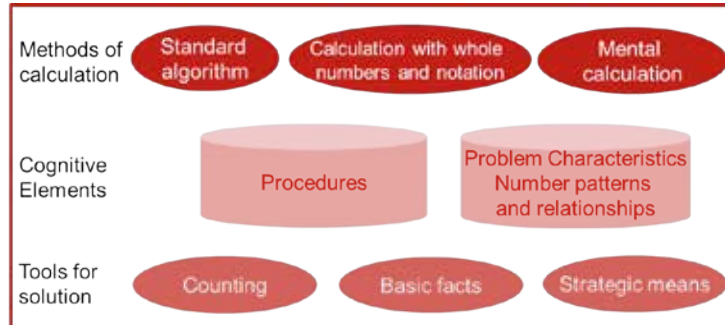 Methods of
calculation
Standard
algorithm
Calculation with whole
numbers and notation
Mental
calculation
Cognitive
Elements
Procedures
Problem Characteristics
Number patterns
and relationships
Tools for
solution
Counting
Basic facts
Strategic means